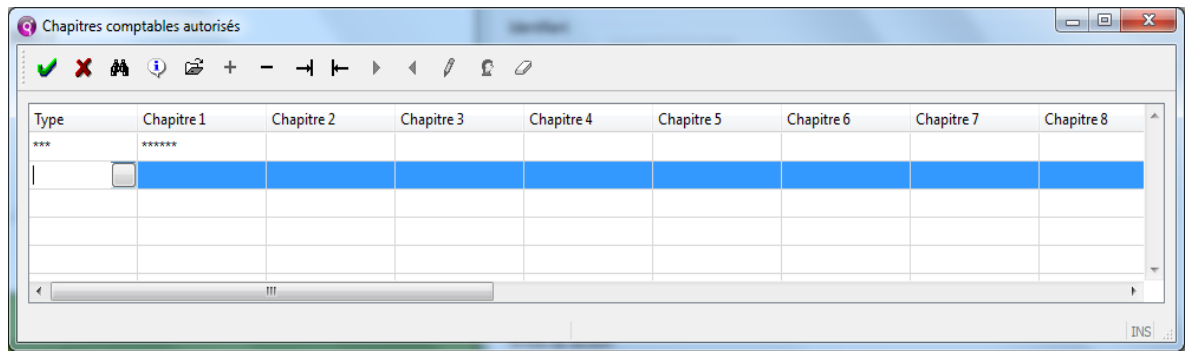 Chapitres comptables autorisés
Type Chapitre 1 Chapitre 2 Chapitre 3 Chapitre 4 Chapitre 5 Chapitre 6 Chapitre 7 Chapitre 8
*** ******
INS